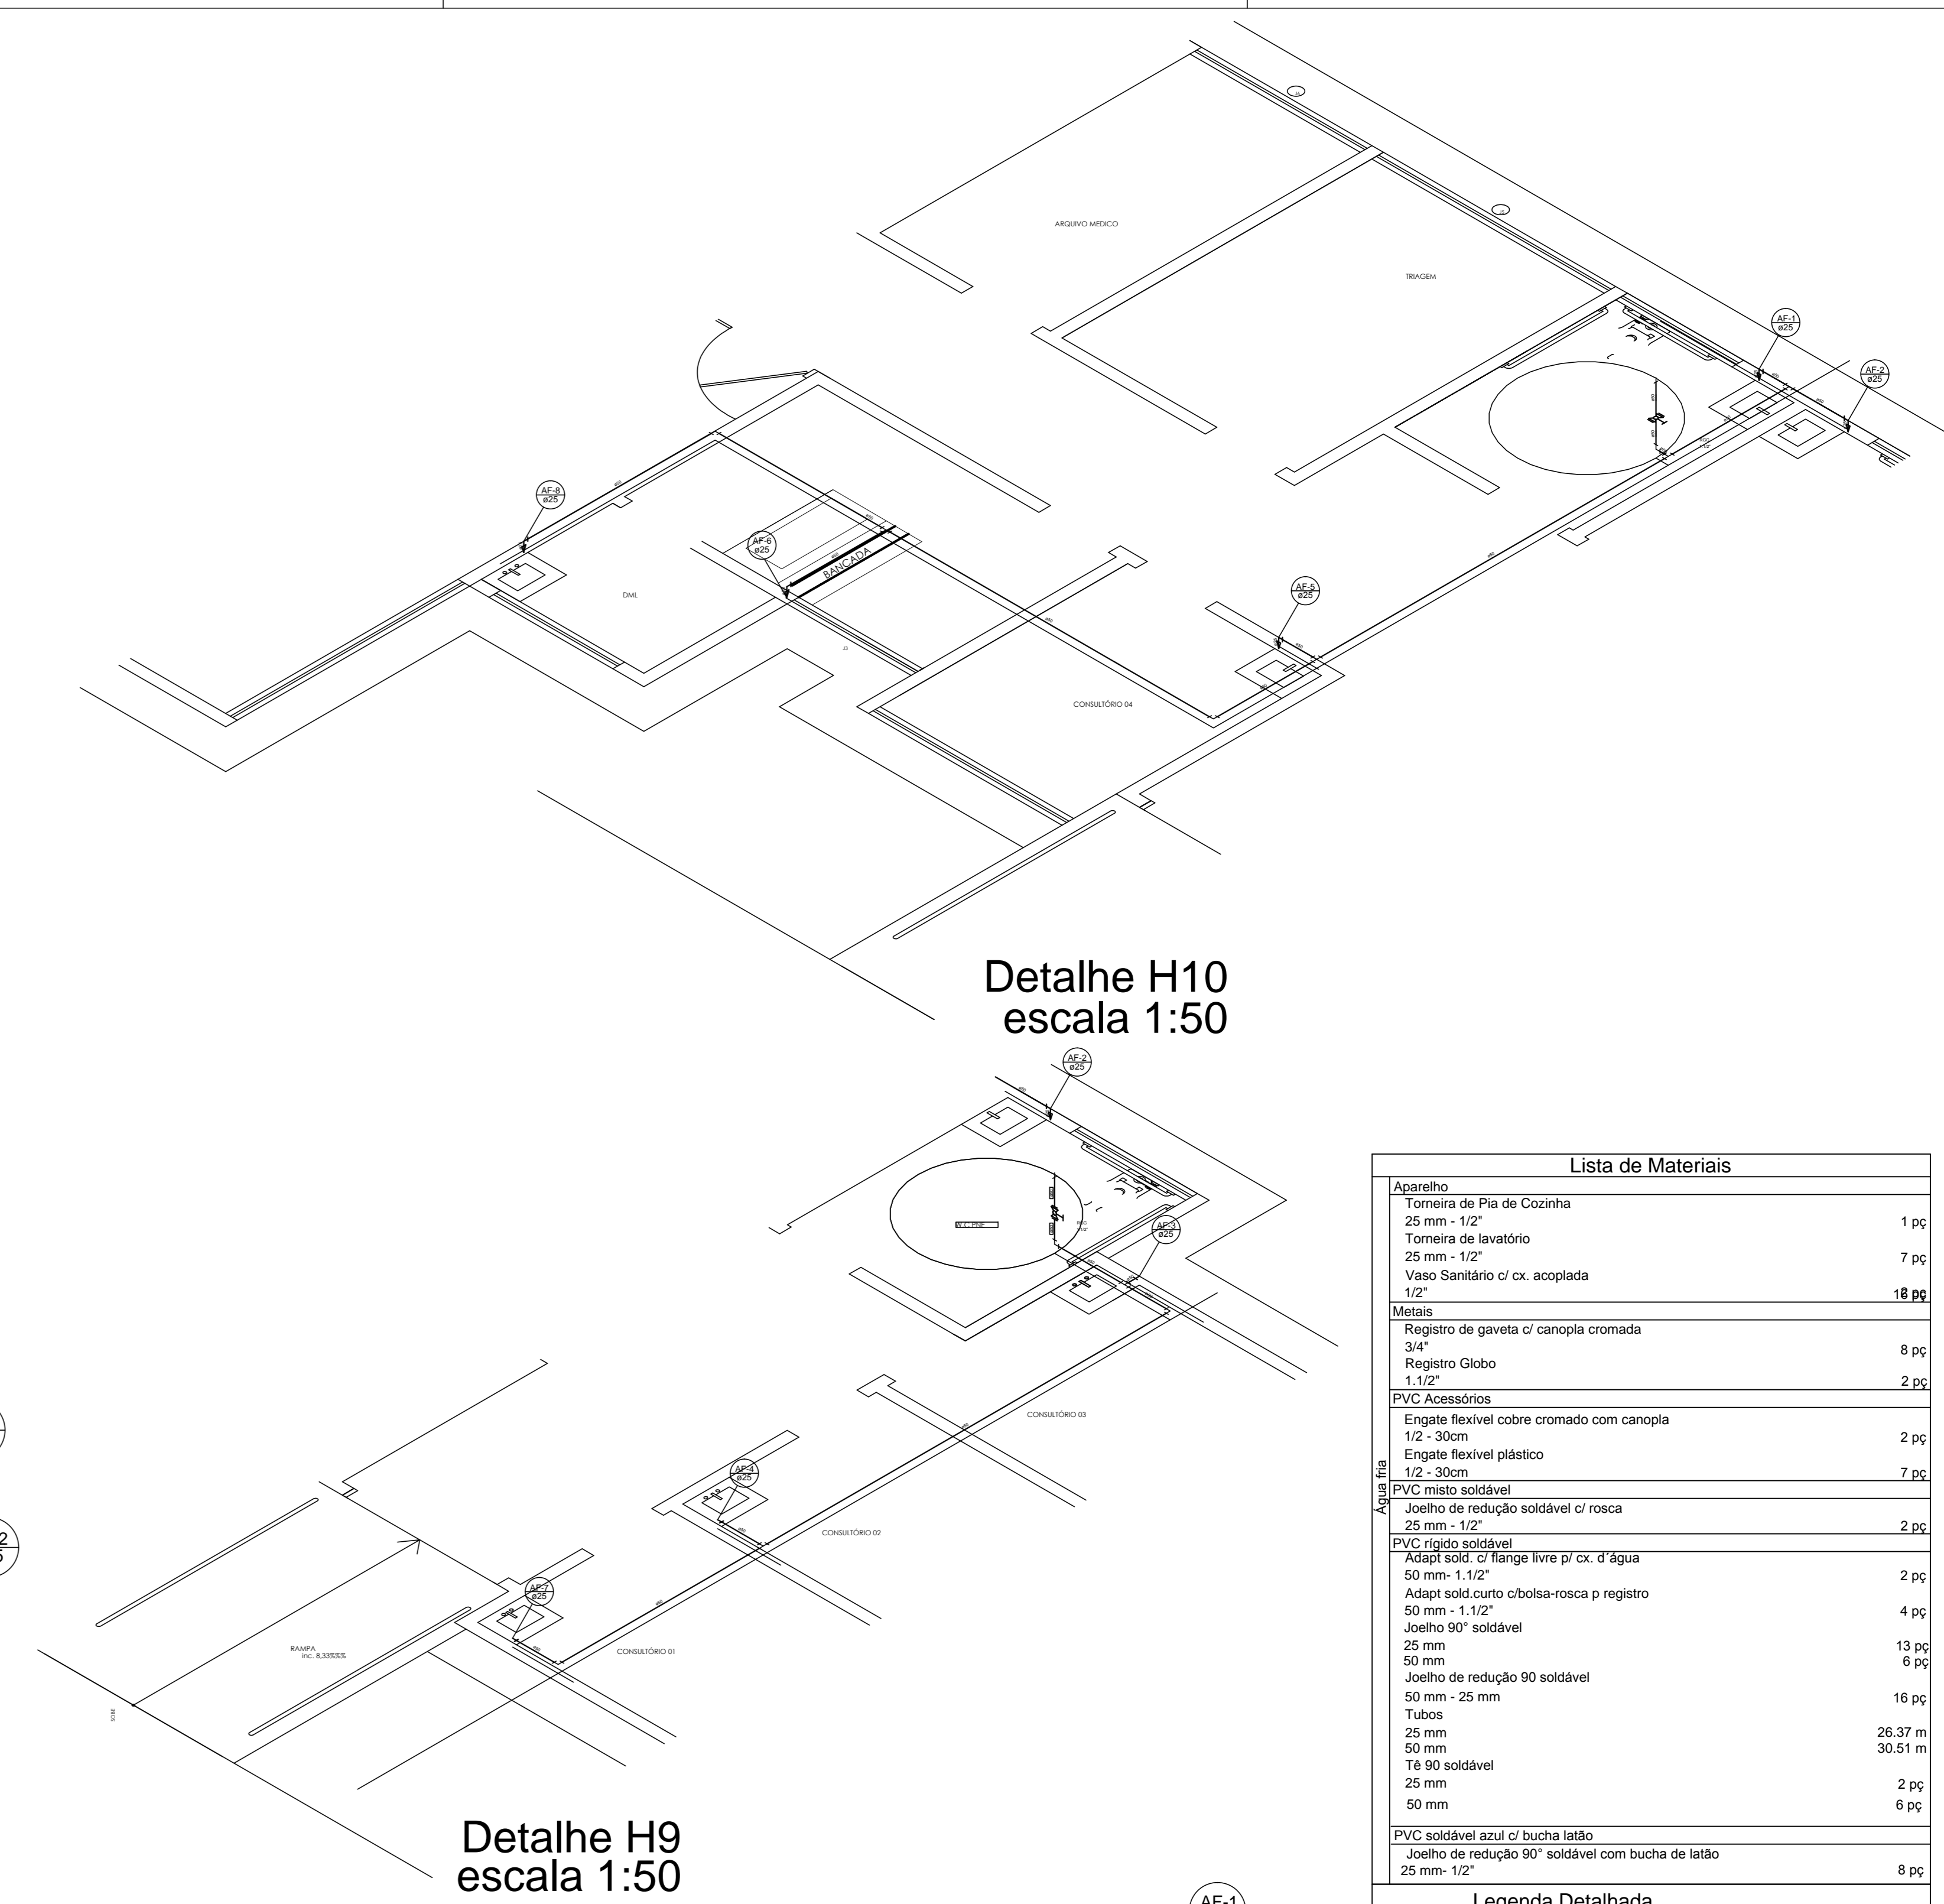 ARQUIVO MEDICO
TRIAGEM
AF-1
ø25
AF-2
ø25
AF-8
ø25
AF-6
ø25
BANCADA
DML
AF-5
ø25
J3
CONSULTÓRIO 04
Detalhe H10
escala 1:50
AF-2
ø25
W.C PNE
AF-3
ø25
CONSULTÓRIO 03
AF-4
ø25
CONSULTÓRIO 02
AF-7
ø25
CONSULTÓRIO 01
RAMPA
inc. 8,33%%%
SOBE
Detalhe H9
escala 1:50
AF-1
Lista de Materiais
Água fria
Aparelho
Torneira de Pia de Cozinha
25 mm - 1/2" 1 pç
Torneira de lavatório
25 mm - 1/2" 7 pç
Vaso Sanitário c/ cx. acoplada
1/2"
Metais
Registro de gaveta c/ canopla cromada
3/4" 8 pç
Registro Globo
1.1/2" 2 pç
PVC Acessórios
Engate flexível cobre cromado com canopla
1/2 - 30cm 2 pç
Engate flexível plástico
1/2 - 30cm 7 pç
PVC misto soldável
Joelho de redução soldável c/ rosca
25 mm - 1/2" 2 pç
PVC rígido soldável
Adapt sold. c/ flange livre p/ cx. d´água
50 mm- 1.1/2" 2 pç
Adapt sold.curto c/bolsa-rosca p registro
50 mm - 1.1/2" 4 pç
Joelho 90° soldável
25 mm 13 pç
50 mm 6 pç
Joelho de redução 90 soldável
50 mm - 25 mm 16 pç
Tubos
25 mm 26.37 m
50 mm 30.51 m
Tê 90 soldável
25 mm 2 pç
50 mm 6 pç
PVC soldável azul c/ bucha latão
Joelho de redução 90° soldável com bucha de latão
25 mm- 1/2" 8 pç
Legenda Detalhada